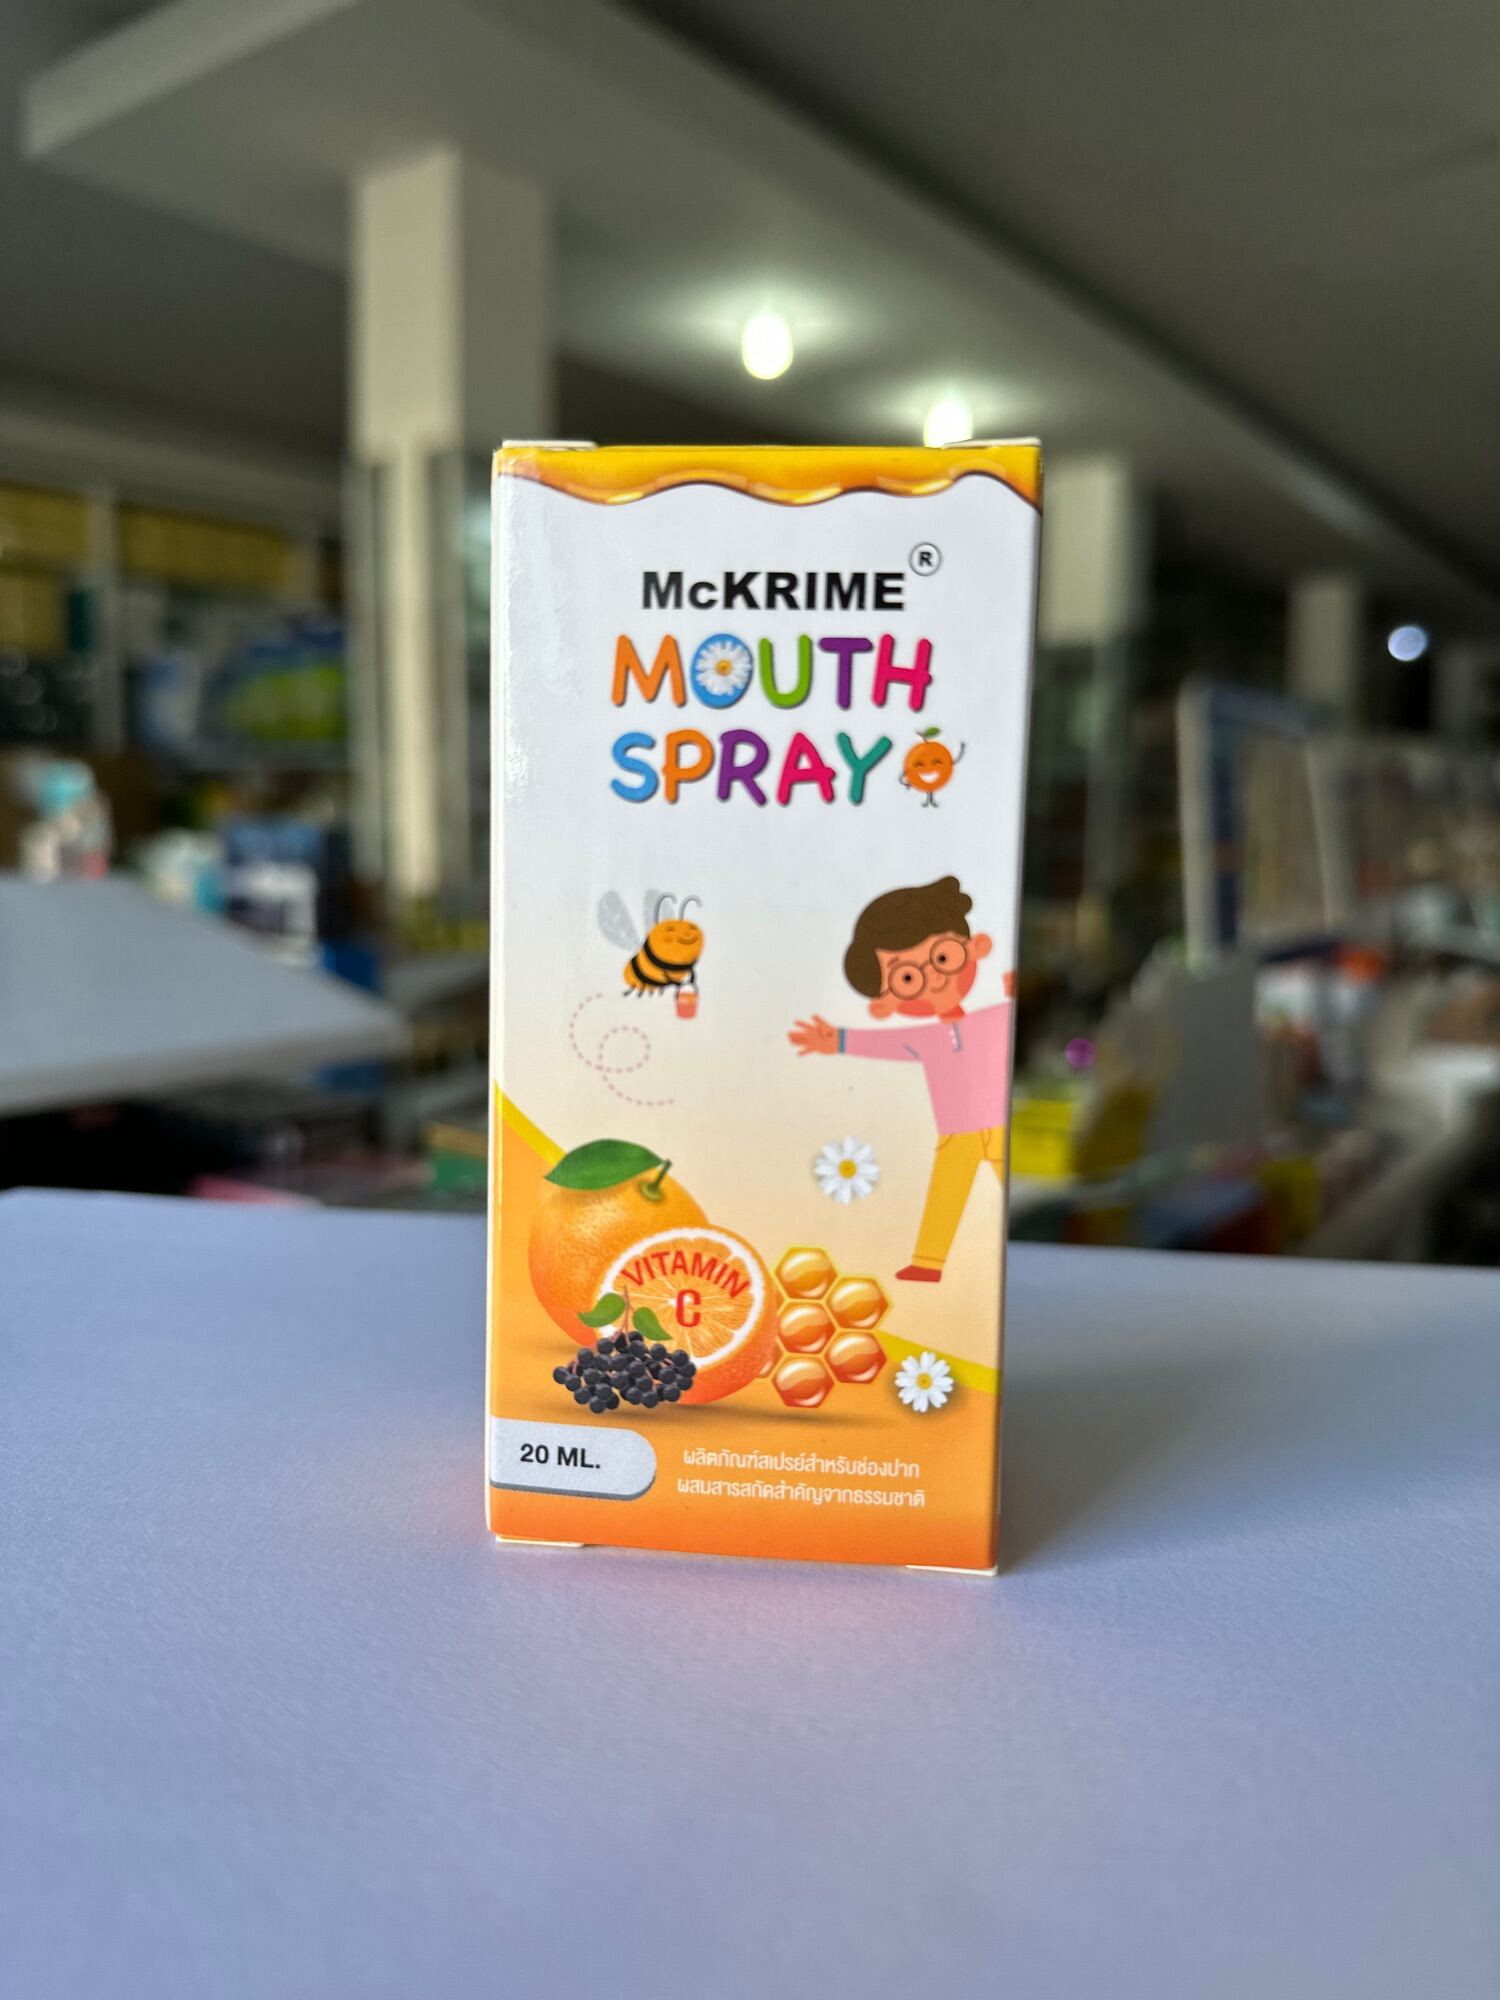 McKRIME®
MOUTH
SPRAY
VITAMIN
C
20 ML.
ผลิตภัณฑ์สเปรย์สำหรับช่องปาก
ผสมสารสกัดสำคัญจากธรรมชาติ